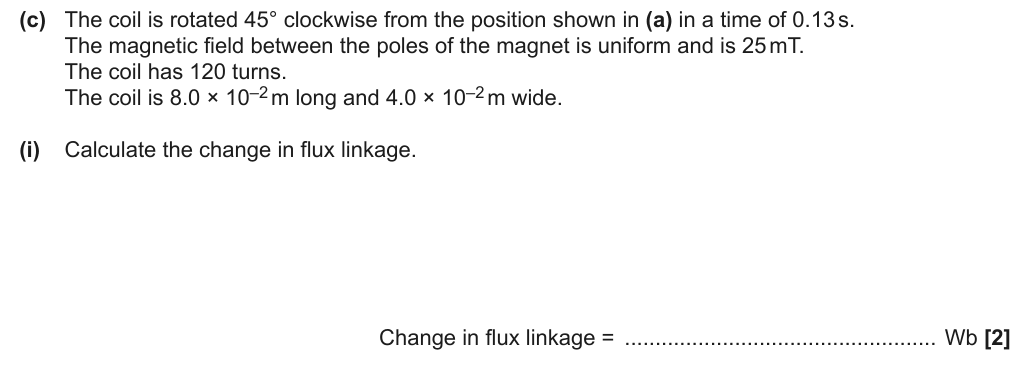 (c) The coil is rotated 45° clockwise from the position shown in (a) in a time of 0.13 s.
The magnetic field between the poles of the magnet is uniform and is 25 mT.
The coil has 120 turns.
The coil is 8.0 × 10⁻² m long and 4.0 × 10⁻² m wide.
(i) Calculate the change in flux linkage.
Change in flux linkage = .................................................... Wb [2]